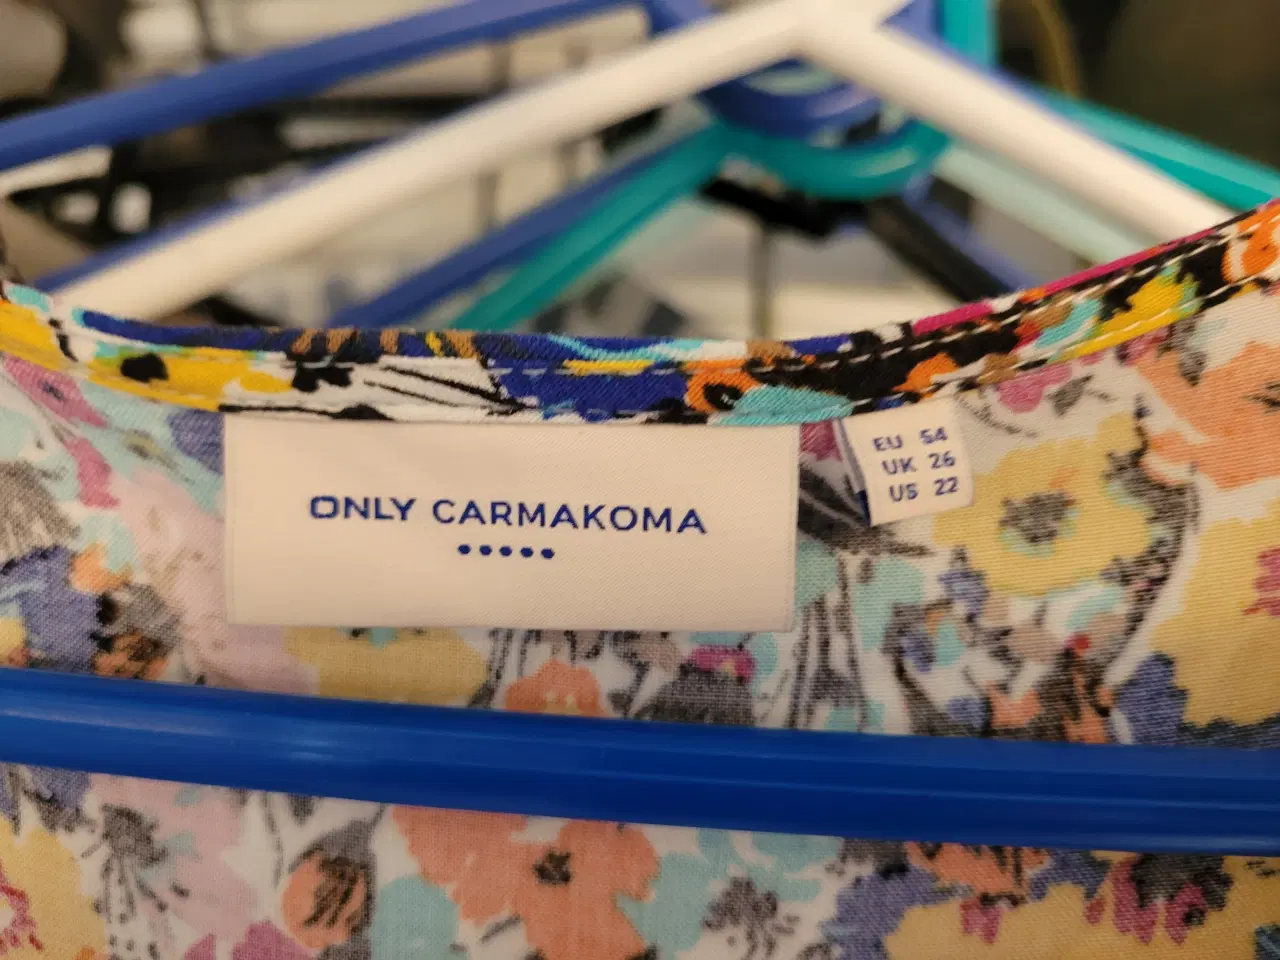 ONLY CARMAKOMA
EU 54
UK 26
US 22